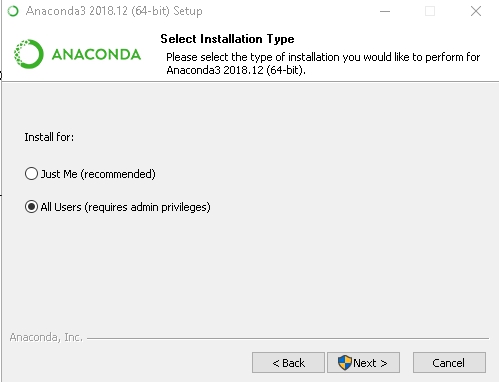 Anaconda3 2018.12 (64-bit) Setup
ANACONDA
Select Installation Type
Please select the type of installation you would like to perform for
Anaconda3 2018.12 (64-bit).
Install for:
Just Me (recommended)
All Users (requires admin privileges)
Anaconda, Inc.
< Back
Next >
Cancel